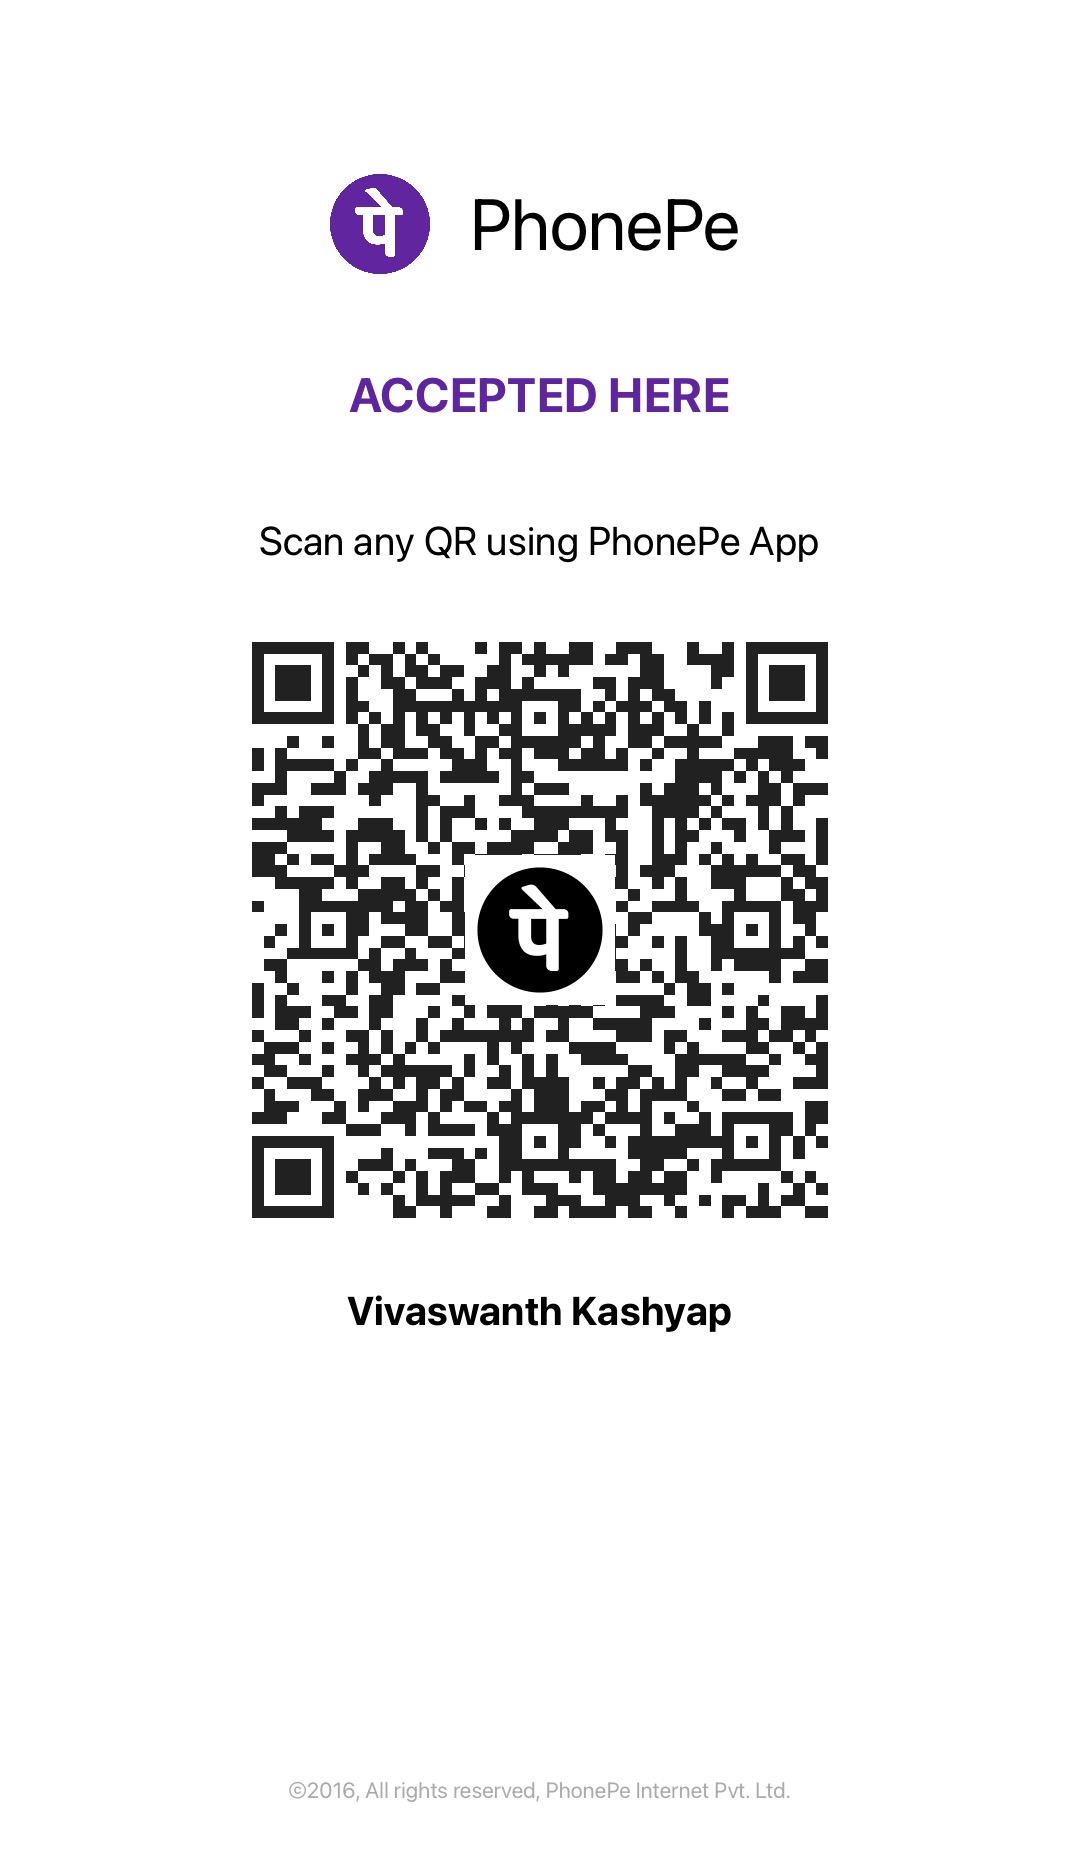 पे PhonePe
ACCEPTED HERE
Scan any QR using PhonePe App
पे
Vivaswanth Kashyap
©2016, All rights reserved, PhonePe Internet Pvt. Ltd.